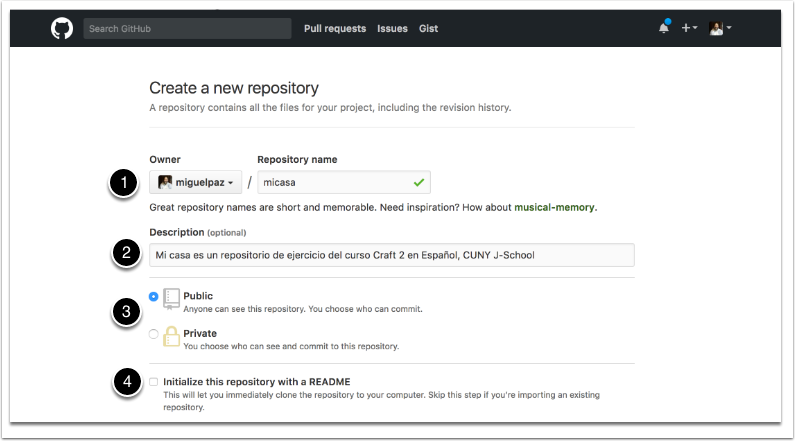 Search GitHub Pull requests Issues Gist
Create a new repository
A repository contains all the files for your project, including the revision history.
Owner Repository name
1 miguelpaz / micasa
Great repository names are short and memorable. Need inspiration? How about musical-memory.
Description (optional)
2 Mi casa es un repositorio de ejercicio del curso Craft 2 en Español, CUNY J-School
Public
3 Anyone can see this repository. You choose who can commit.
Private
You choose who can see and commit to this repository.
4 Initialize this repository with a README
This will let you immediately clone the repository to your computer. Skip this step if you're importing an existing
repository.